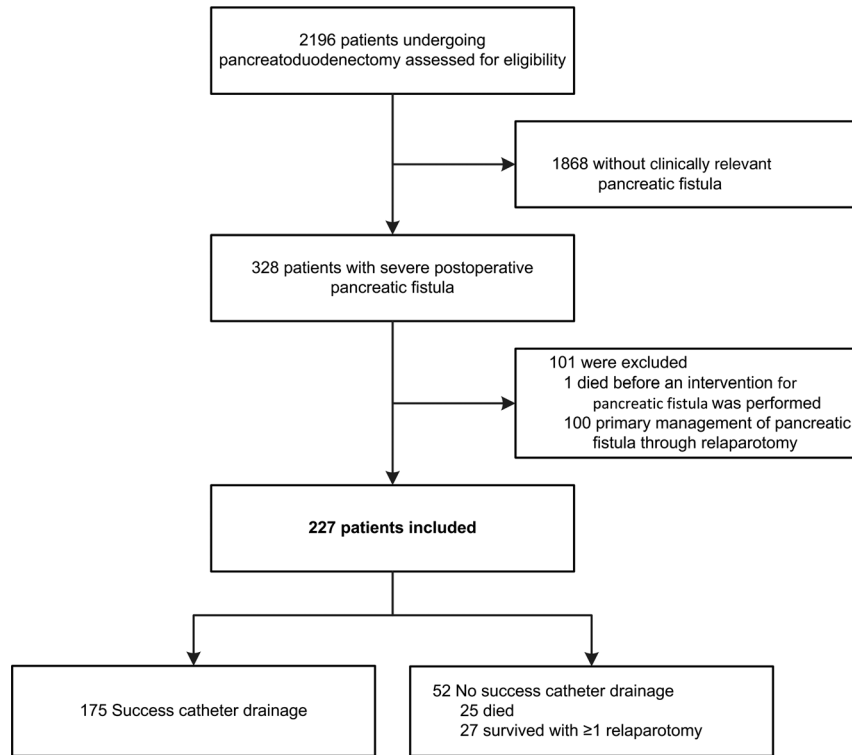 2196 patients undergoing
pancreatoduodenectomy assessed for eligibility
1868 without clinically relevant
pancreatic fistula
328 patients with severe postoperative
pancreatic fistula
101 were excluded
1 died before an intervention for
pancreatic fistula was performed
100 primary management of pancreatic
fistula through relaparotomy
227 patients included
175 Success catheter drainage
52 No success catheter drainage
25 died
27 survived with ≥1 relaparotomy